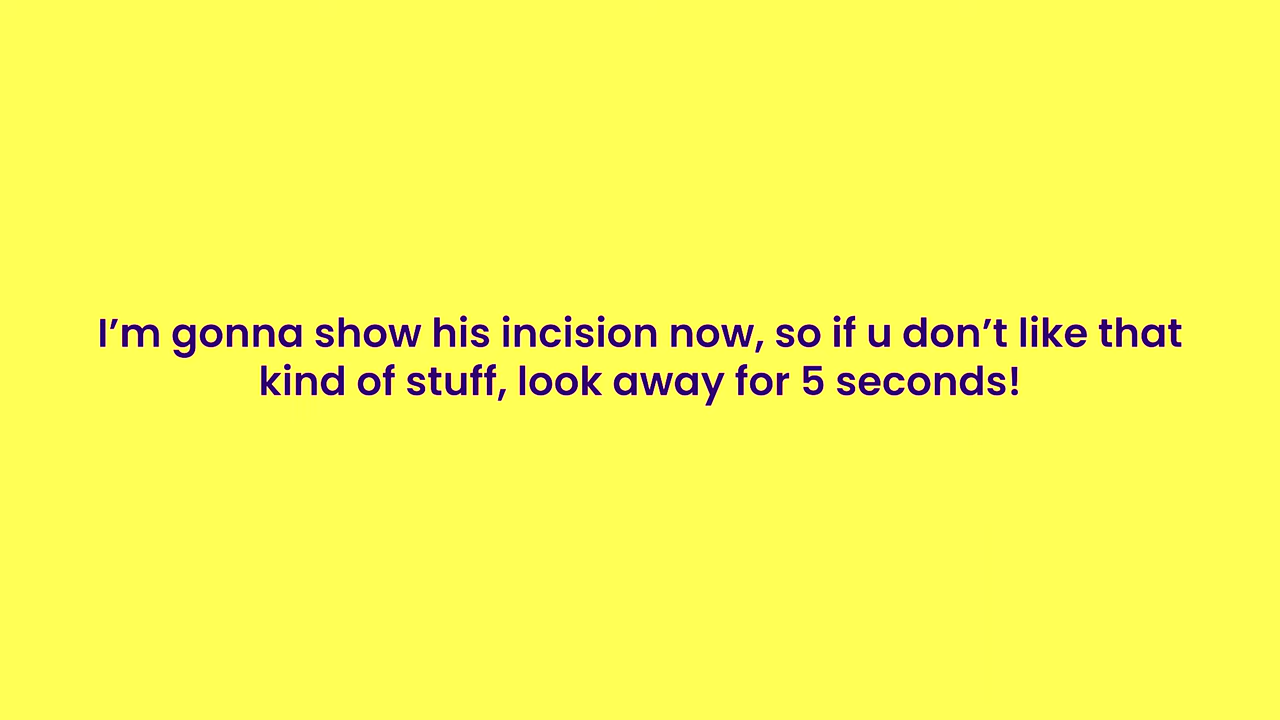 I’m gonna show his incision now, so if u don’t like that
kind of stuff, look away for 5 seconds!